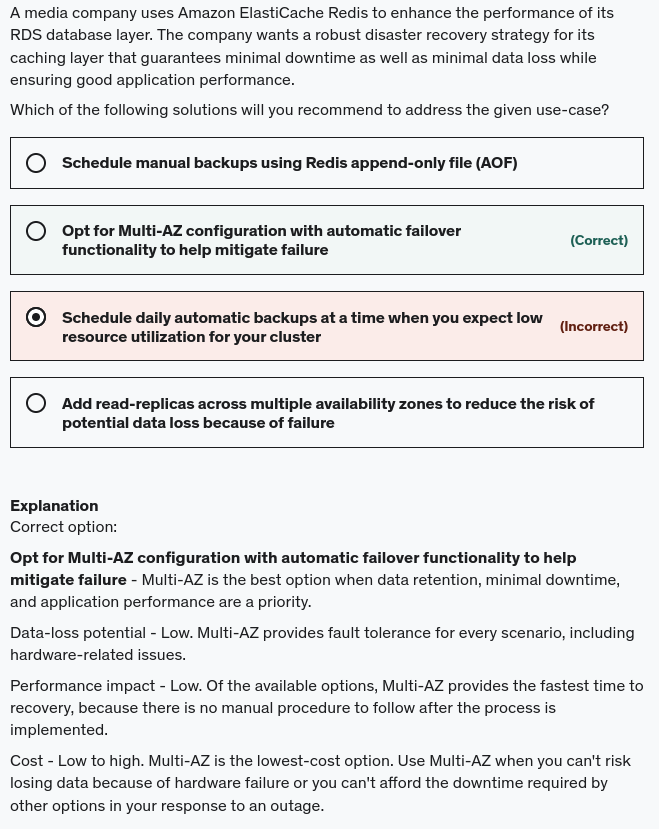 A media company uses Amazon ElastiCache Redis to enhance the performance of its
RDS database layer. The company wants a robust disaster recovery strategy for its
caching layer that guarantees minimal downtime as well as minimal data loss while
ensuring good application performance.
Which of the following solutions will you recommend to address the given use-case?
Schedule manual backups using Redis append-only file (AOF)
Opt for Multi-AZ configuration with automatic failover
functionality to help mitigate failure
(Correct)
Schedule daily automatic backups at a time when you expect low
resource utilization for your cluster
(Incorrect)
Add read-replicas across multiple availability zones to reduce the risk of
potential data loss because of failure
Explanation
Correct option:
Opt for Multi-AZ configuration with automatic failover functionality to help
mitigate failure - Multi-AZ is the best option when data retention, minimal downtime,
and application performance are a priority.
Data-loss potential - Low. Multi-AZ provides fault tolerance for every scenario, including
hardware-related issues.
Performance impact - Low. Of the available options, Multi-AZ provides the fastest time to
recovery, because there is no manual procedure to follow after the process is
implemented.
Cost - Low to high. Multi-AZ is the lowest-cost option. Use Multi-AZ when you can't risk
losing data because of hardware failure or you can't afford the downtime required by
other options in your response to an outage.